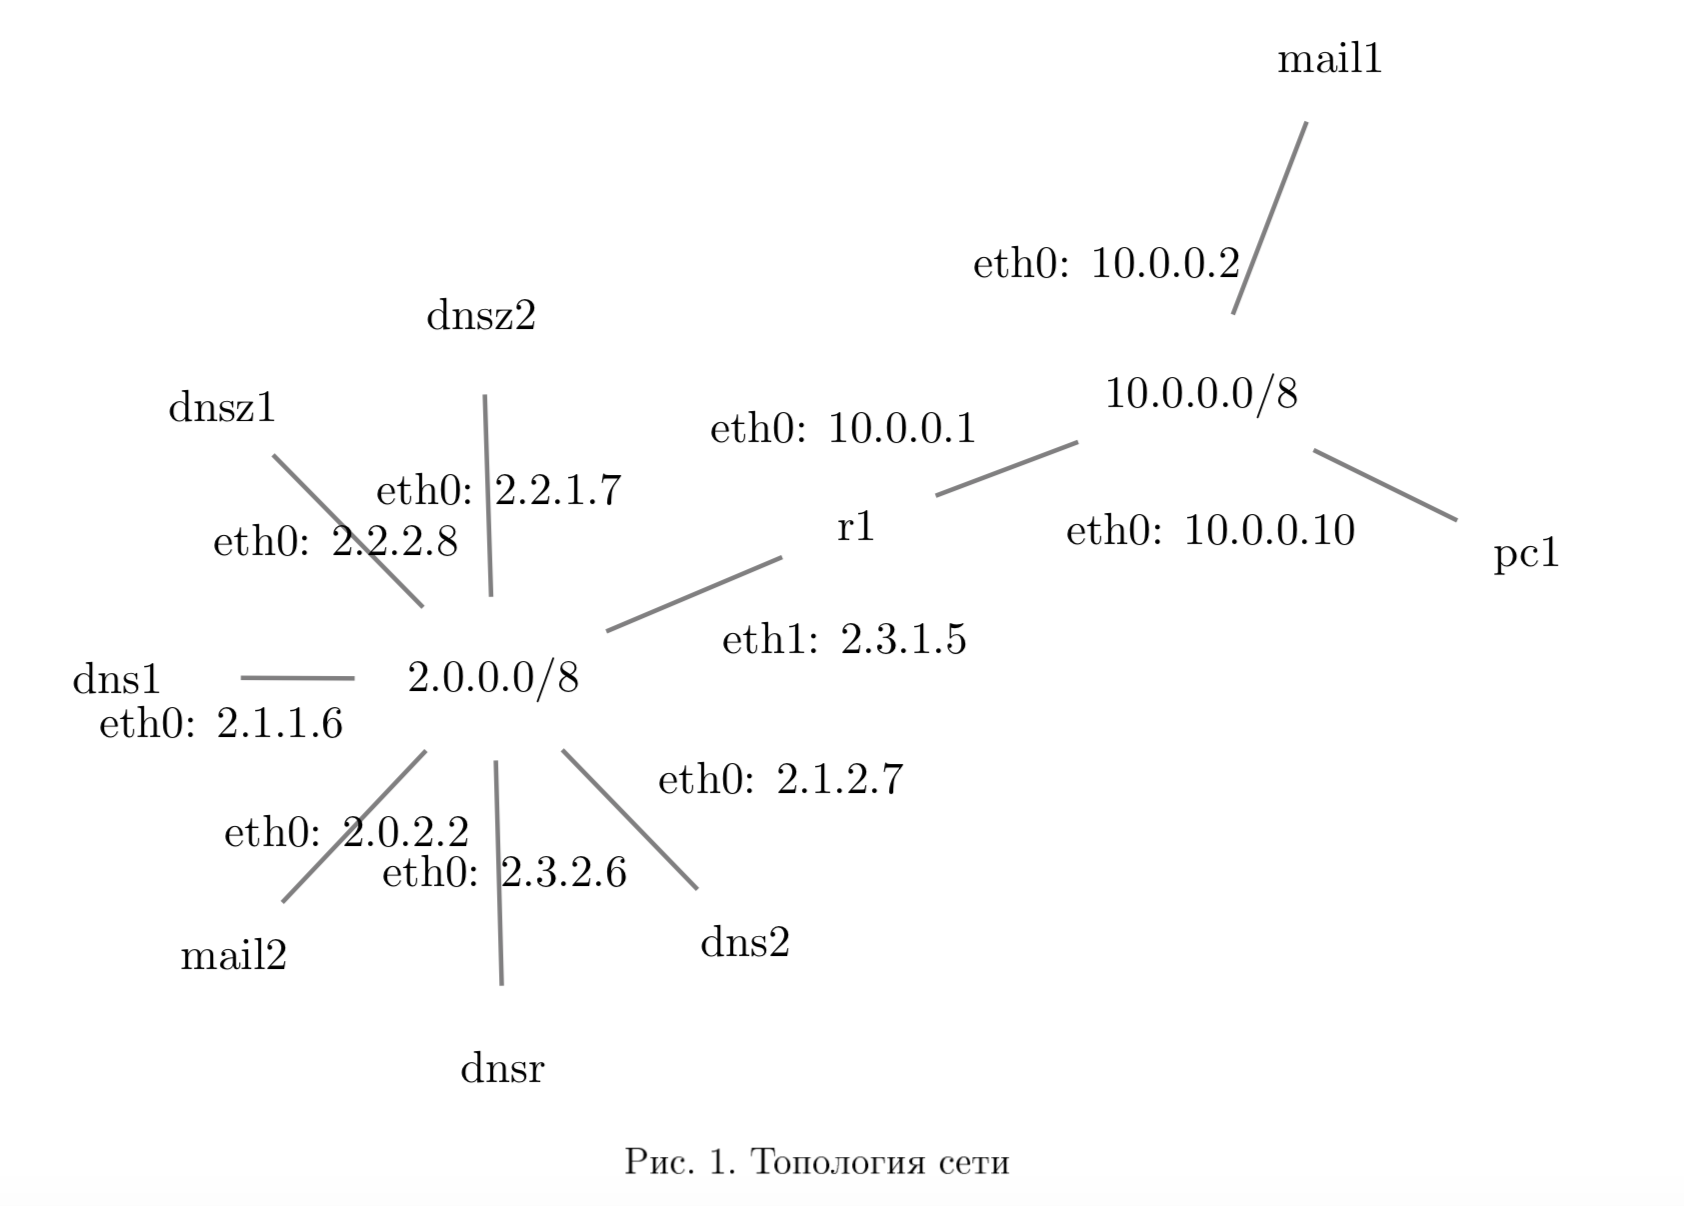 mail1
eth0: 10.0.0.2
dnsz2
10.0.0.0/8
dnsz1
eth0: 10.0.0.1
eth0: 2.2.1.7
r1
eth0: 10.0.0.10
eth0: 2.2.2.8
pc1
eth1: 2.3.1.5
dns1
2.0.0.0/8
eth0: 2.1.1.6
eth0: 2.1.2.7
eth0: 2.0.2.2
eth0: 2.3.2.6
dns2
mail2
dnsr
Рис. 1. Топология сети